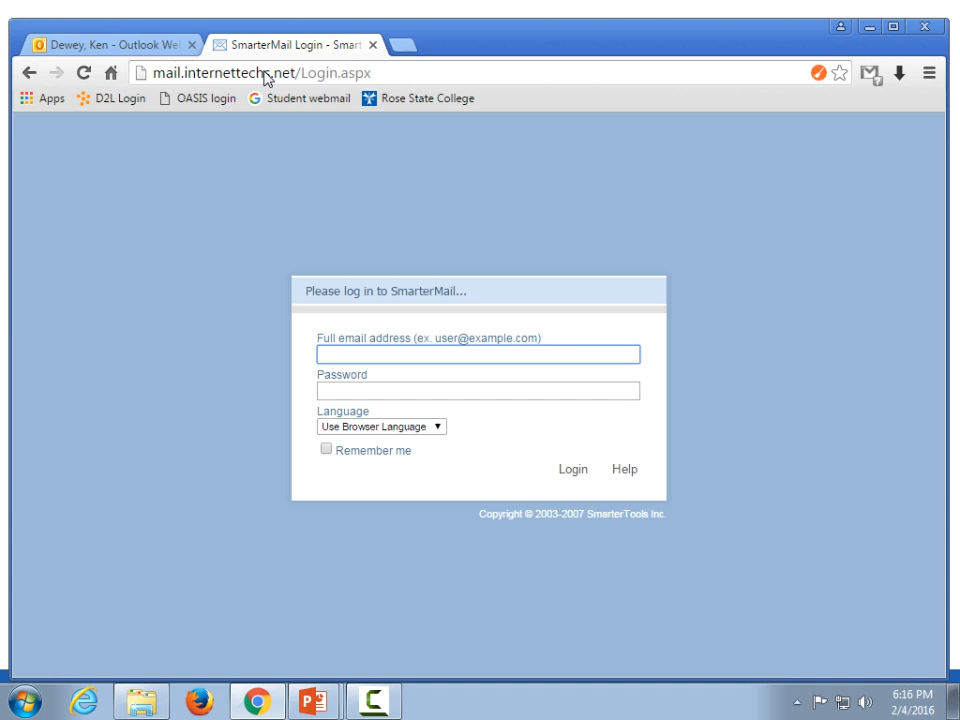 Dewey, Ken - Outlook We
SmarterMail Login - Smart
mail.internettechs.net/Login.aspx
Apps
D2L Login
OASIS login
Student webmail
Rose State College
Please log in to SmarterMail...
Full email address (ex. user@example.com)
Password
Language
Use Browser Language
Remember me
Login
Help
Copyright © 2003-2007 SmarterTools Inc.
6:16 PM
2/4/2016